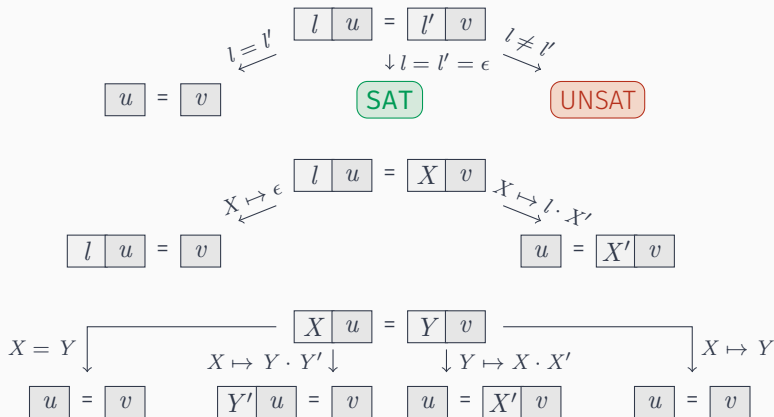 l u = l' v
l = l'
l = l' = ϵ
l ≠ l'
u = v
SAT
UNSAT
l u = X v
X ↦ ϵ
X ↦ l · X'
l u = v
u = X' v
X u = Y v
X = Y
X ↦ Y · Y'
Y ↦ X · X'
X ↦ Y
u = v
Y' u = v
u = X' v
u = v